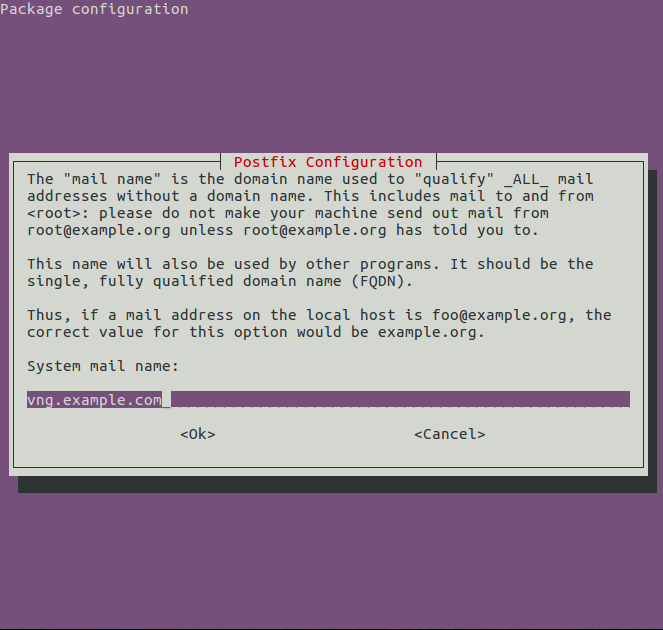 Package configuration
Postfix Configuration
The "mail name" is the domain name used to "qualify" _ALL_ mail
addresses without a domain name. This includes mail to and from
<root>: please do not make your machine send out mail from
root@example.org unless root@example.org has told you to.
This name will also be used by other programs. It should be the
single, fully qualified domain name (FQDN).
Thus, if a mail address on the local host is foo@example.org, the
correct value for this option would be example.org.
System mail name:
vng.example.com
<Ok> <Cancel>